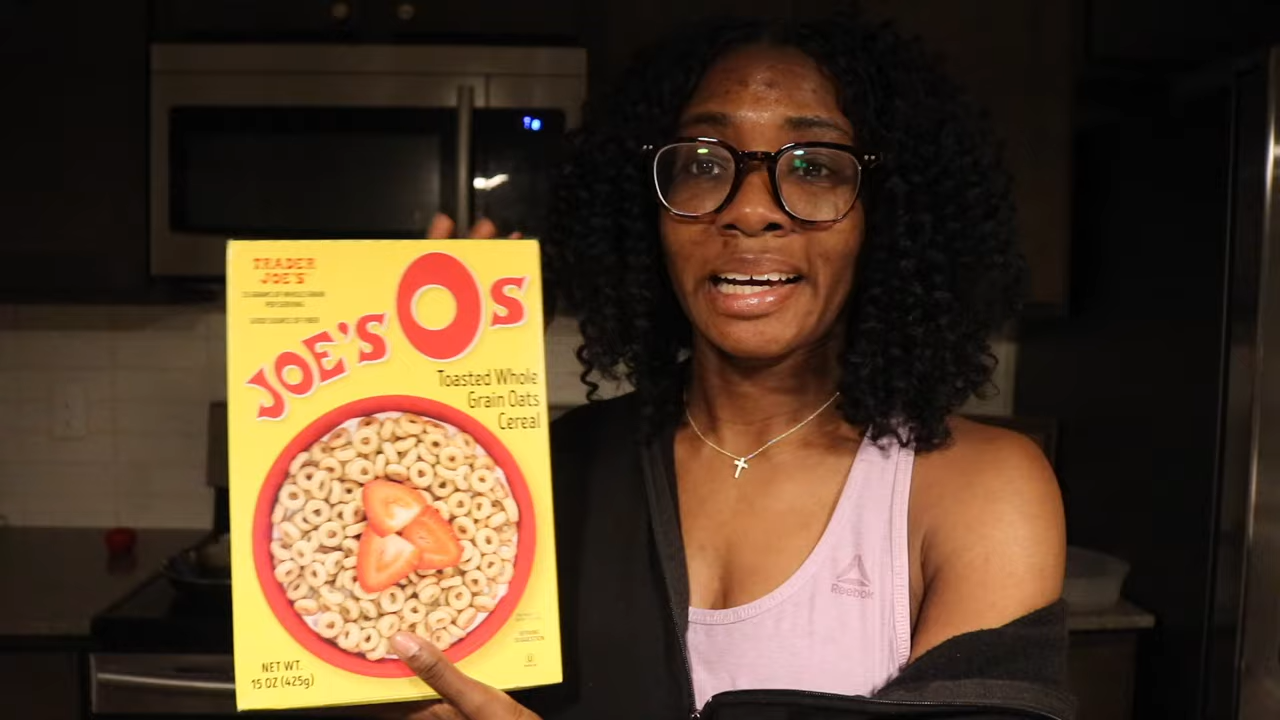 TRADER
JOE'S
JOE'S Os
Toasted Whole
Grain Oats
Cereal
NET WT.
15 OZ (425g)
Reebok